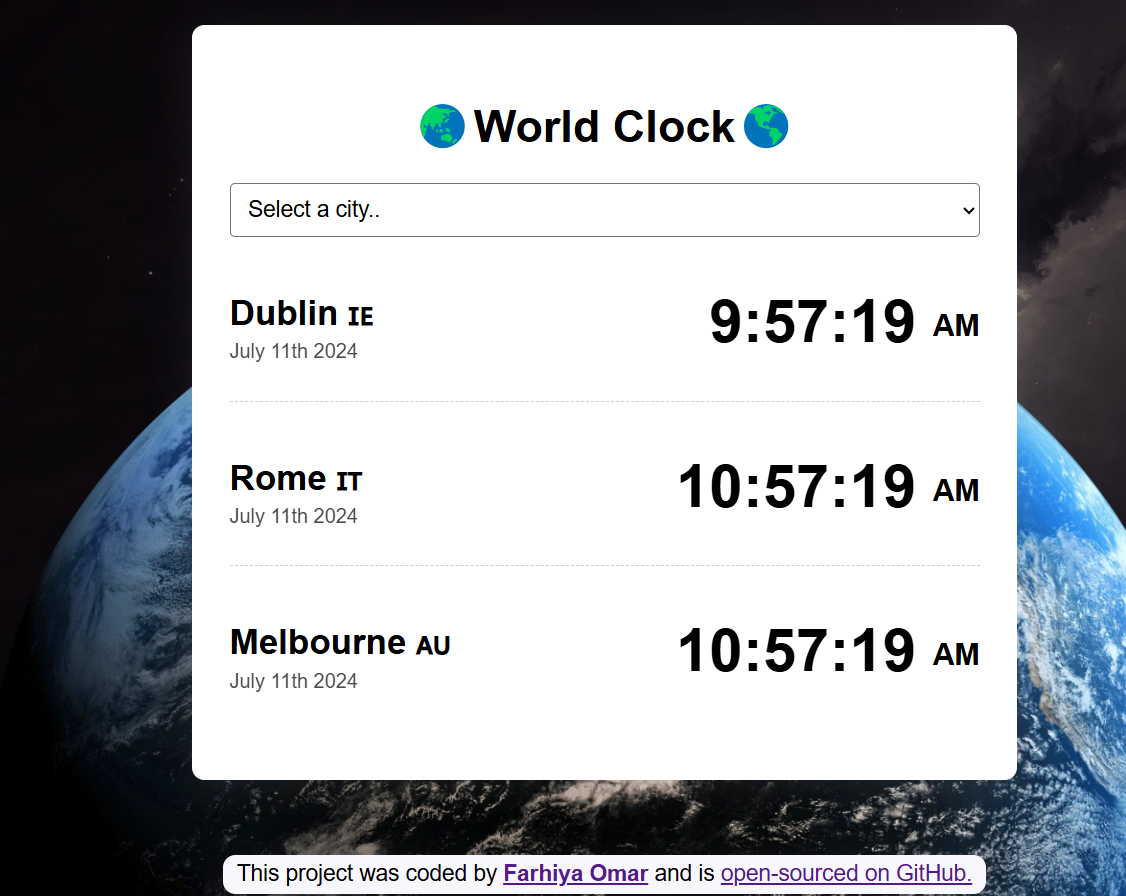 🌏 World Clock 🌎
Select a city..
Dublin IE
9:57:19 AM
July 11th 2024
Rome IT
10:57:19 AM
July 11th 2024
Melbourne AU
10:57:19 AM
July 11th 2024
This project was coded by Farhiya Omar and is open-sourced on GitHub.